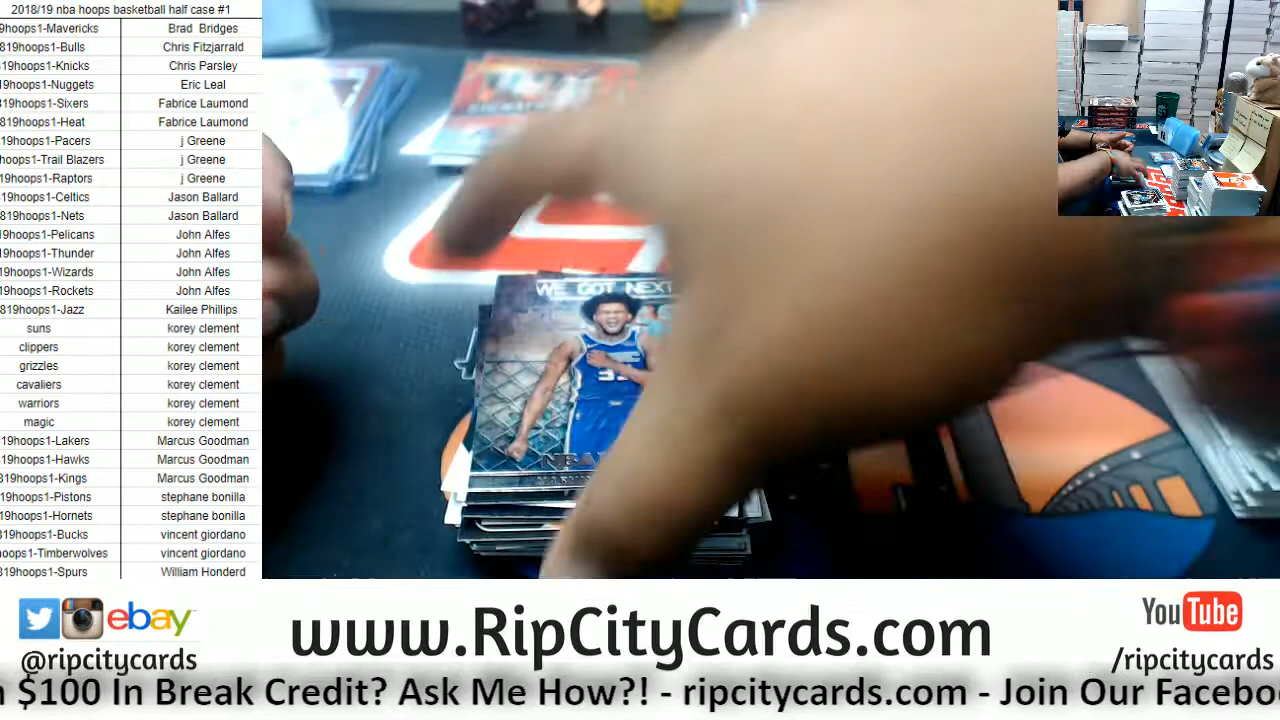 2018/19 nba hoops basketball half case #1
9hoops1-Mavericks Brad Bridges
819hoops1-Bulls Chris Fitzjarrald
819hoops1-Knicks Chris Parsley
19hoops1-Nuggets Eric Leal
819hoops1-Sixers Fabrice Laumond
819hoops1-Heat Fabrice Laumond
19hoops1-Pacers j Greene
hoops1-Trail Blazers j Greene
19hoops1-Raptors j Greene
19hoops1-Celtics Jason Ballard
819hoops1-Nets Jason Ballard
19hoops1-Pelicans John Alfes
19hoops1-Thunder John Alfes
19hoops1-Wizards John Alfes
19hoops1-Rockets John Alfes
819hoops1-Jazz Kailee Phillips
suns korey clement
clippers korey clement
grizzles korey clement
cavaliers korey clement
warriors korey clement
magic korey clement
19hoops1-Lakers Marcus Goodman
19hoops1-Hawks Marcus Goodman
819hoops1-Kings Marcus Goodman
19hoops1-Pistons stephane bonilla
19hoops1-Hornets stephane bonilla
819hoops1-Bucks vincent giordano
hoops1-Timberwolves vincent giordano
819hoops1-Spurs William Honderd
WE GOT NEXT
ebay
@ripcitycards
www.RipCityCards.com
YouTube
/ripcitycards
$100 In Break Credit? Ask Me How?! - ripcitycards.com - Join Our Facebo